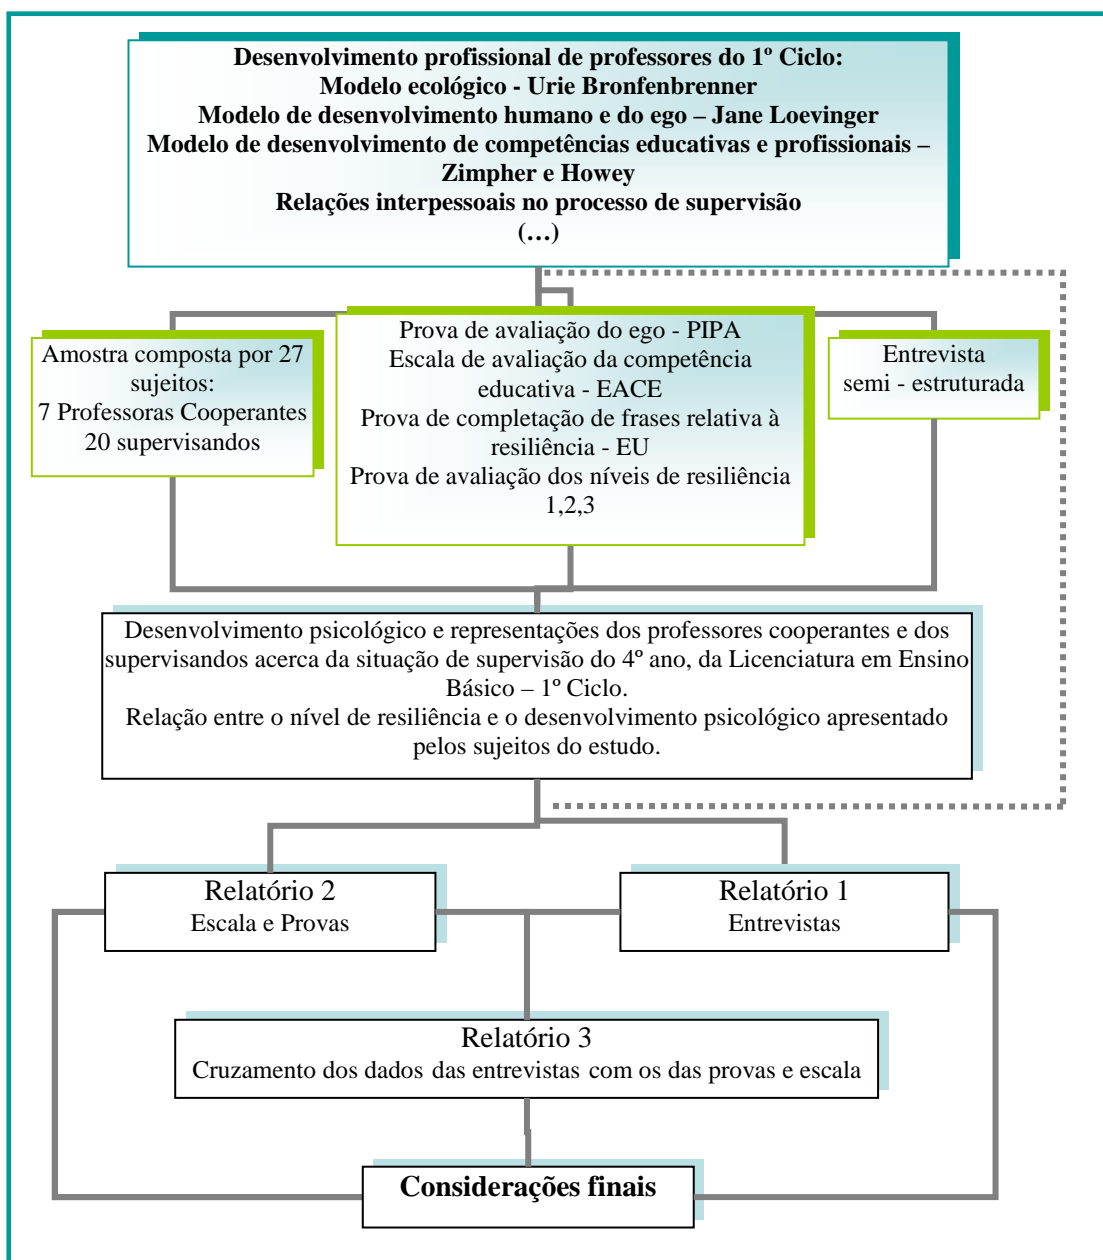 Desenvolvimento profissional de professores do 1º Ciclo:
Modelo ecológico - Urie Bronfenbrenner
Modelo de desenvolvimento humano e do ego – Jane Loevinger
Modelo de desenvolvimento de competências educativas e profissionais –
Zimpher e Howey
Relações interpessoais no processo de supervisão
(…)
Amostra composta por 27
sujeitos:
7 Professoras Cooperantes
20 supervisandos
Prova de avaliação do ego - PIPA
Escala de avaliação da competência
educativa - EACE
Prova de completação de frases relativa à
resiliência - EU
Prova de avaliação dos níveis de resiliência
1,2,3
Entrevista
semi - estruturada
Desenvolvimento psicológico e representações dos professores cooperantes e dos
supervisandos acerca da situação de supervisão do 4º ano, da Licenciatura em Ensino
Básico – 1º Ciclo.
Relação entre o nível de resiliência e o desenvolvimento psicológico apresentado
pelos sujeitos do estudo.
Relatório 2
Escala e Provas
Relatório 1
Entrevistas
Relatório 3
Cruzamento dos dados das entrevistas com os das provas e escala
Considerações finais